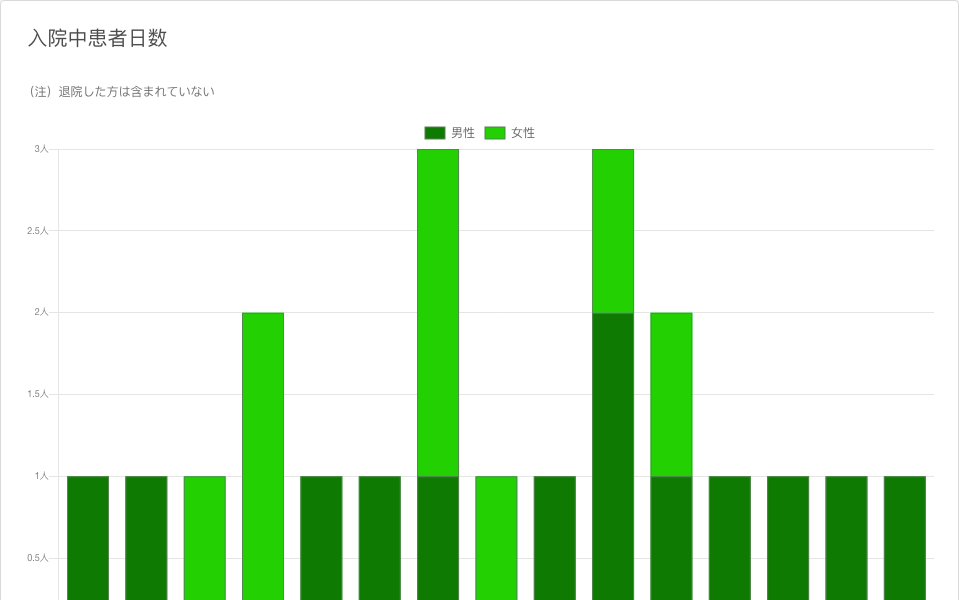 入院中患者日数
（注）退院した方は含まれていない
男性 女性
3人
2.5人
2人
1.5人
1人
0.5人